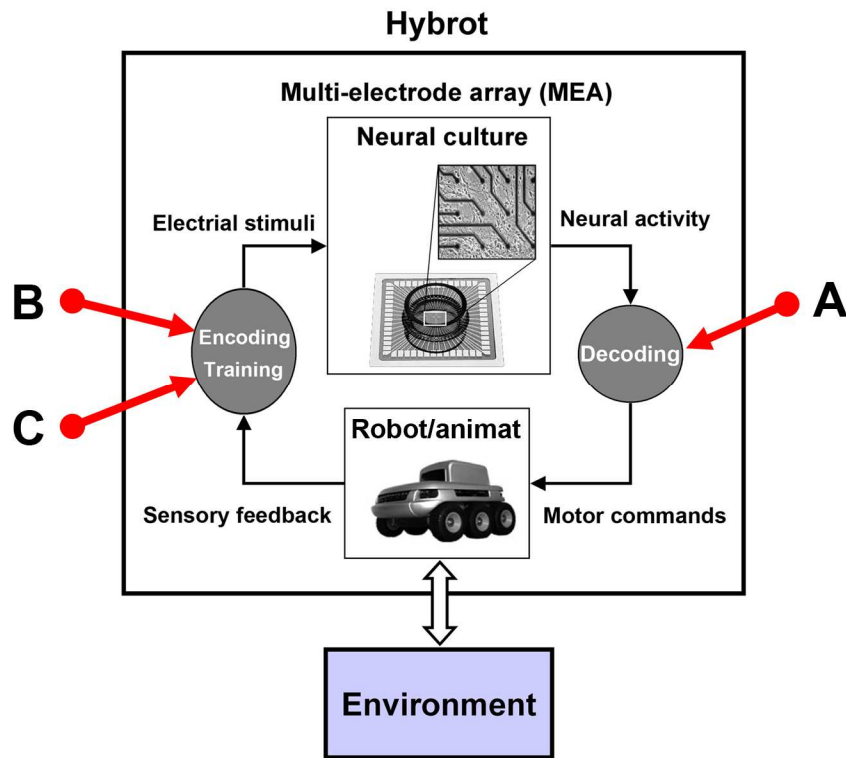 Hybrot
Multi-electrode array (MEA)
Neural culture
Electrial stimuli
Neural activity
B
A
Encoding
Training
Decoding
C
Robot/animat
Sensory feedback
Motor commands
Environment